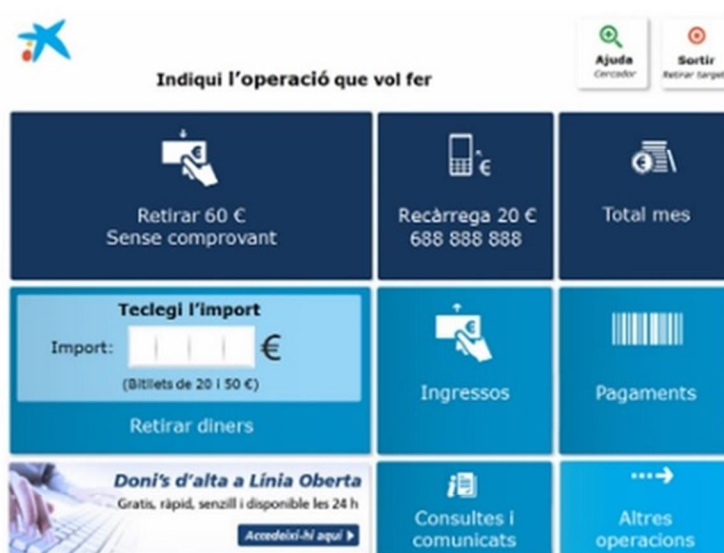 Indiqui l'operació que vol fer
Ajuda
Cercador
Sortir
Retirar targeta
Retirar 60 €
Sense comprovant
Recàrrega 20 €
688 888 888
Total mes
Teclegi l'import
Import: €
(Bitllets de 20 i 50 €)
Retirar diners
Ingressos
Pagaments
Doni's d'alta a Línia Oberta
Gratis, ràpid, senzill i disponible les 24 h
Accedeixi-hi aquí
Consultes i
comunicats
Altres
operacions